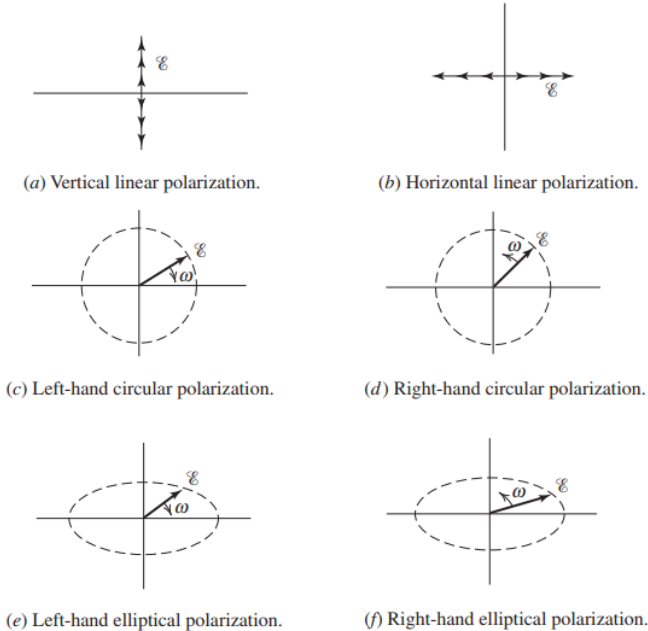 ℰ
ℰ
(a) Vertical linear polarization.
(b) Horizontal linear polarization.
ℰ
ω
ω
ℰ
(c) Left-hand circular polarization.
(d) Right-hand circular polarization.
ℰ
ω
ω
ℰ
(e) Left-hand elliptical polarization.
(f) Right-hand elliptical polarization.